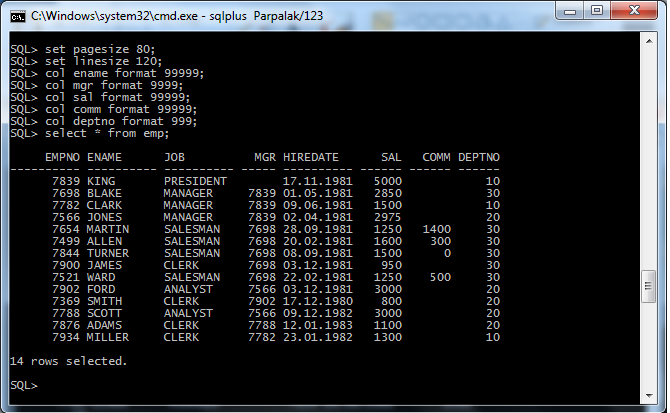 C:\Windows\system32\cmd.exe - sqlplus  Parpalak/123
SQL> set pagesize 80;
SQL> set linesize 120;
SQL> col ename format 99999;
SQL> col mgr format 9999;
SQL> col sal format 99999;
SQL> col comm format 99999;
SQL> col deptno format 999;
SQL> select * from emp;

     EMPNO ENAME      JOB         MGR HIREDATE      SAL   COMM DEPTNO
---------- ---------- --------- ----- ---------- ------ ------ ------
      7839 KING       PRESIDENT       17.11.1981   5000            10
      7698 BLAKE      MANAGER    7839 01.05.1981   2850            30
      7782 CLARK      MANAGER    7839 09.06.1981   1500            10
      7566 JONES      MANAGER    7839 02.04.1981   2975            20
      7654 MARTIN     SALESMAN   7698 28.09.1981   1250   1400     30
      7499 ALLEN      SALESMAN   7698 20.02.1981   1600    300     30
      7844 TURNER     SALESMAN   7698 08.09.1981   1500      0     30
      7900 JAMES      CLERK      7698 03.12.1981    950            30
      7521 WARD       SALESMAN   7698 22.02.1981   1250    500     30
      7902 FORD       ANALYST    7566 03.12.1981   3000            20
      7369 SMITH      CLERK      7902 17.12.1980    800            20
      7788 SCOTT      ANALYST    7566 09.12.1982   3000            20
      7876 ADAMS      CLERK      7788 12.01.1983   1100            20
      7934 MILLER     CLERK      7782 23.01.1982   1300            10

14 rows selected.

SQL>